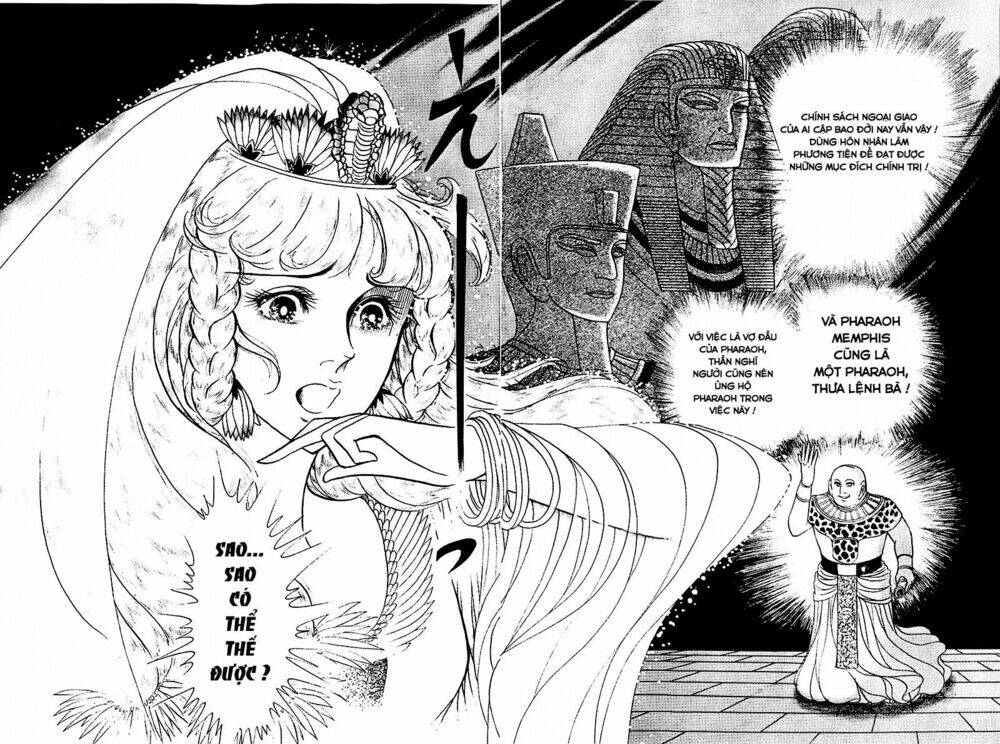 CHÍNH SÁCH NGOẠI GIAO
CỦA AI CẬP BAO ĐỜI NAY VẪN VẬY !
DÙNG HÔN NHÂN LÀM
PHƯƠNG TIỆN ĐỂ ĐẠT ĐƯỢC
NHỮNG MỤC ĐÍCH CHÍNH TRỊ !
VÀ PHARAOH
MEMPHIS
CŨNG LÀ
MỘT PHARAOH,
THƯA LỆNH BÀ !
VỚI VIỆC LÀ VỢ ĐẦU
CỦA PHARAOH,
THẦN NGHĨ
NGƯỜI CŨNG NÊN
ỦNG HỘ
PHARAOH TRONG
VIỆC NÀY !
え
ー
っ
SAO...
SAO
CÓ
THỂ
THẾ
ĐƯỢC ?